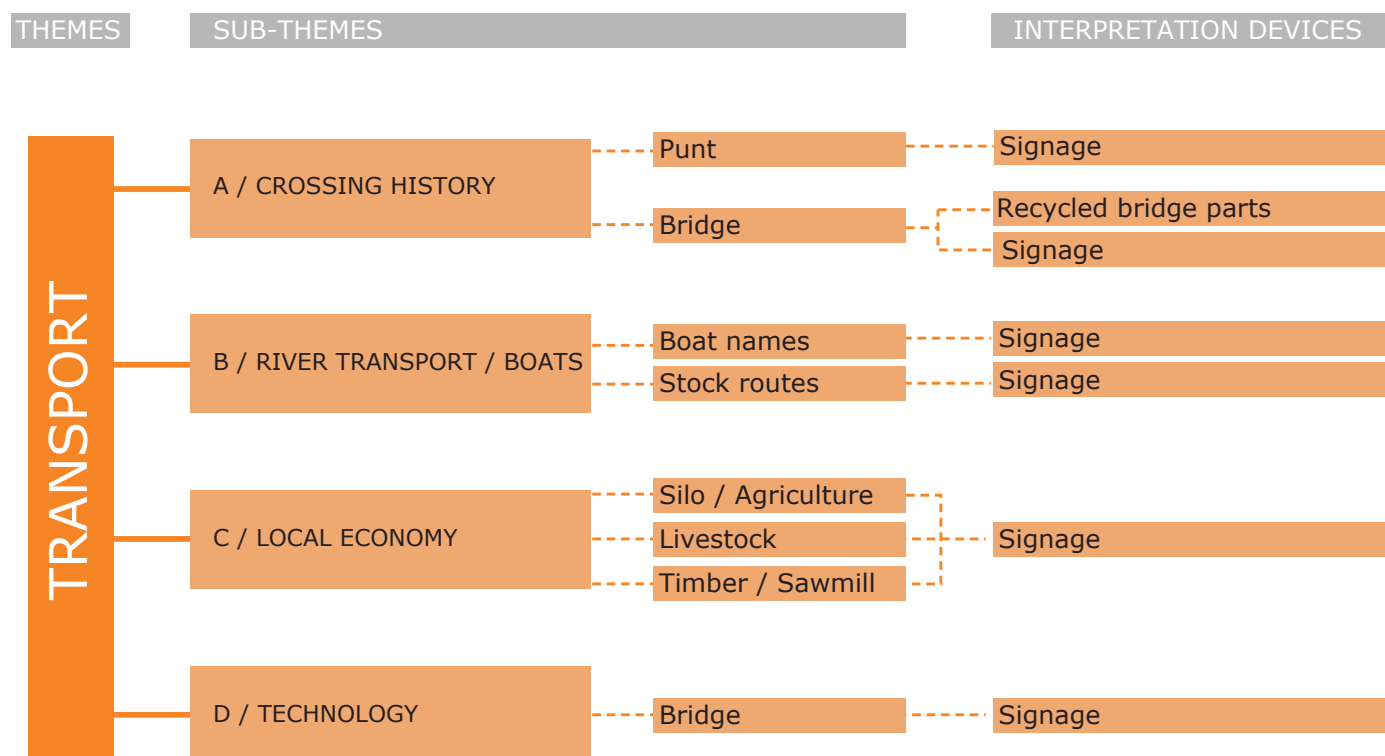 THEMES
SUB-THEMES
INTERPRETATION DEVICES
TRANSPORT
A / CROSSING HISTORY
Punt
Signage
Bridge
Recycled bridge parts
Signage
B / RIVER TRANSPORT / BOATS
Boat names
Signage
Stock routes
Signage
C / LOCAL ECONOMY
Silo / Agriculture
Livestock
Timber / Sawmill
Signage
D / TECHNOLOGY
Bridge
Signage